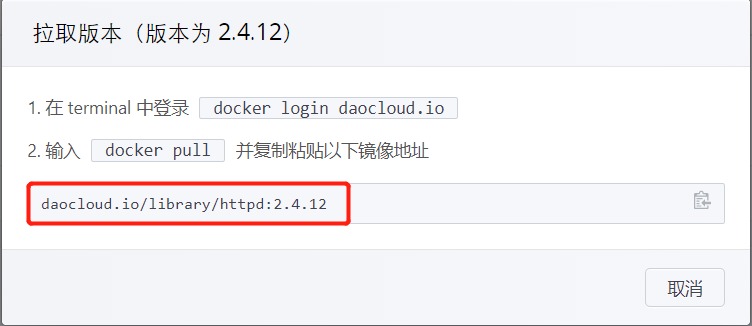 拉取版本（版本为 2.4.12）
1. 在 terminal 中登录 docker login daocloud.io
2. 输入 docker pull 并复制粘贴以下镜像地址
daocloud.io/library/httpd:2.4.12
取消